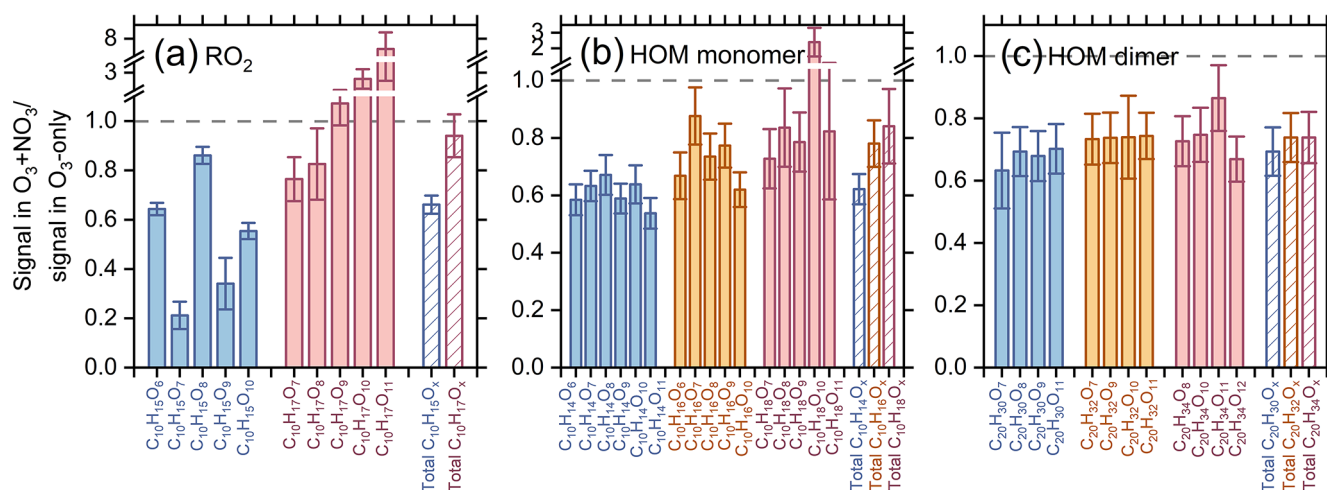 Signal in O₃+NO₃/
signal in O₃-only
(a) RO₂
8
3
1.0
0.8
0.6
0.4
0.2
0.0
C₁₀H₁₅O₆
C₁₀H₁₅O₇
C₁₀H₁₅O₈
C₁₀H₁₅O₉
C₁₀H₁₅O₁₀
C₁₀H₁₇O₇
C₁₀H₁₇O₈
C₁₀H₁₇O₉
C₁₀H₁₇O₁₀
C₁₀H₁₇O₁₁
Total C₁₀H₁₅Oₓ
Total C₁₀H₁₇Oₓ
(b) HOM monomer
3
2
1.0
0.8
0.6
0.4
0.2
0.0
C₁₀H₁₄O₆
C₁₀H₁₄O₇
C₁₀H₁₄O₈
C₁₀H₁₄O₉
C₁₀H₁₄O₁₀
C₁₀H₁₄O₁₁
C₁₀H₁₆O₆
C₁₀H₁₆O₇
C₁₀H₁₆O₈
C₁₀H₁₆O₉
C₁₀H₁₆O₁₀
C₁₀H₁₈O₇
C₁₀H₁₈O₈
C₁₀H₁₈O₉
C₁₀H₁₈O₁₀
C₁₀H₁₈O₁₁
Total C₁₀H₁₄Oₓ
Total C₁₀H₁₆Oₓ
Total C₁₀H₁₈Oₓ
(c) HOM dimer
1.0
0.8
0.6
0.4
0.2
0.0
C₂₀H₃₀O₇
C₂₀H₃₀O₈
C₂₀H₃₀O₉
C₂₀H₃₀O₁₁
C₂₀H₃₂O₇
C₂₀H₃₂O₉
C₂₀H₃₂O₁₀
C₂₀H₃₂O₁₁
C₂₀H₃₄O₈
C₂₀H₃₄O₁₀
C₂₀H₃₄O₁₁
C₂₀H₃₄O₁₂
Total C₂₀H₃₀Oₓ
Total C₂₀H₃₂Oₓ
Total C₂₀H₃₄Oₓ